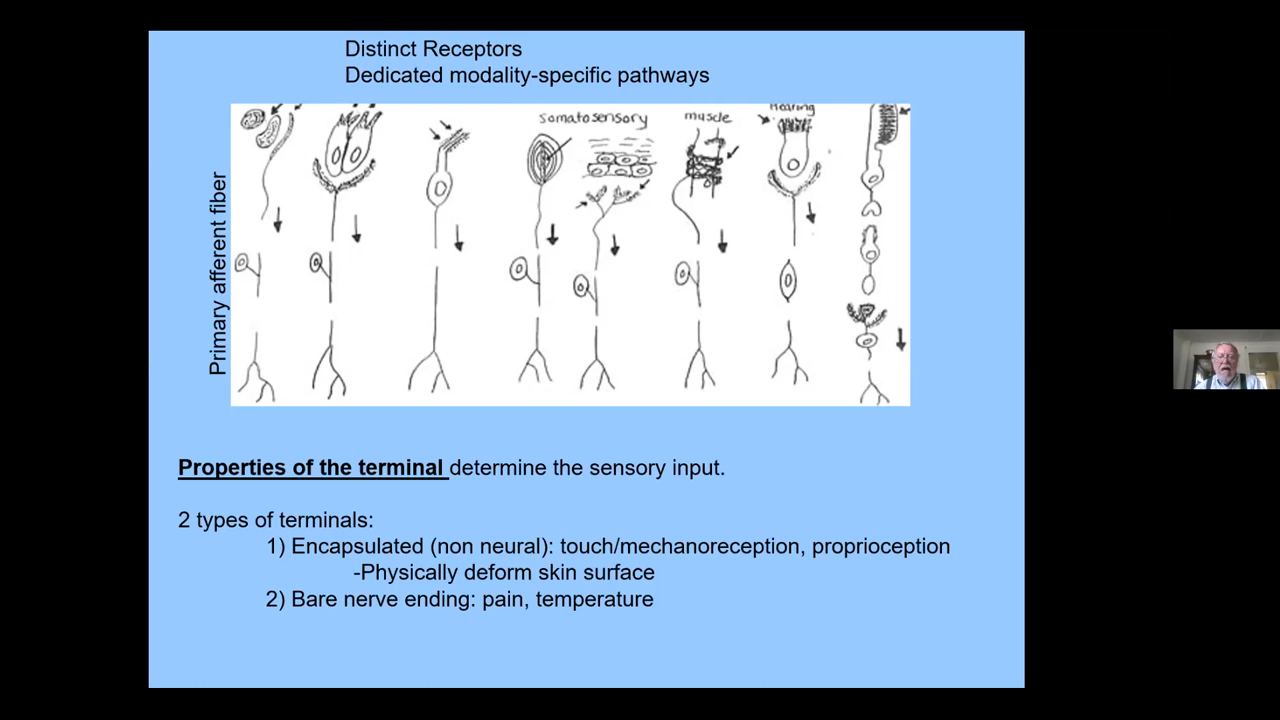 Distinct Receptors
Dedicated modality-specific pathways
Somatosensory
muscle
Hearing
Primary afferent fiber
Properties of the terminal determine the sensory input.
2 types of terminals:
1) Encapsulated (non neural): touch/mechanoreception, proprioception
-Physically deform skin surface
2) Bare nerve ending: pain, temperature